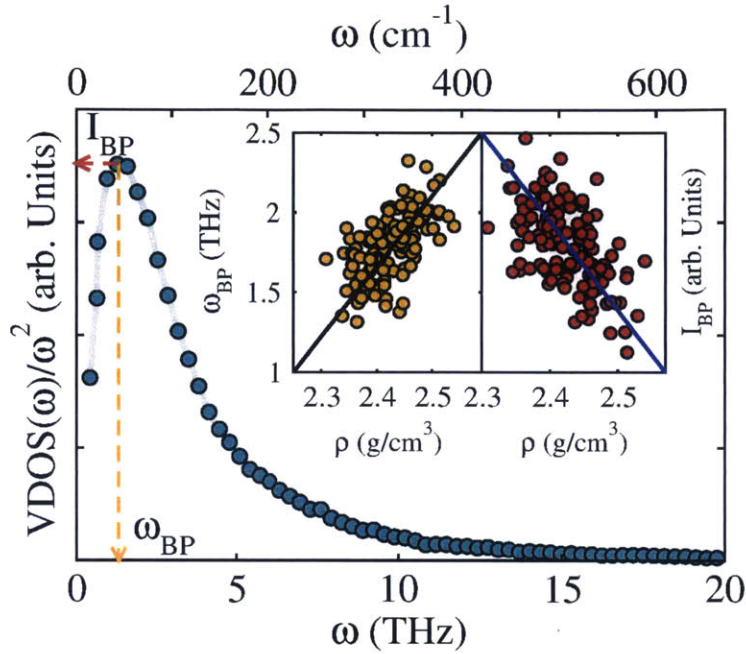 ω (cm⁻¹)
0 200 400 600
VDOS(ω)/ω² (arb. Units)
I_BP
ω_BP
ω_BP (THz)
2.5
2
1.5
1
2.3 2.4 2.5 2.3 2.4 2.5
ρ (g/cm³) ρ (g/cm³)
I_BP (arb. Units)
0 5 10 15 20
ω (THz)